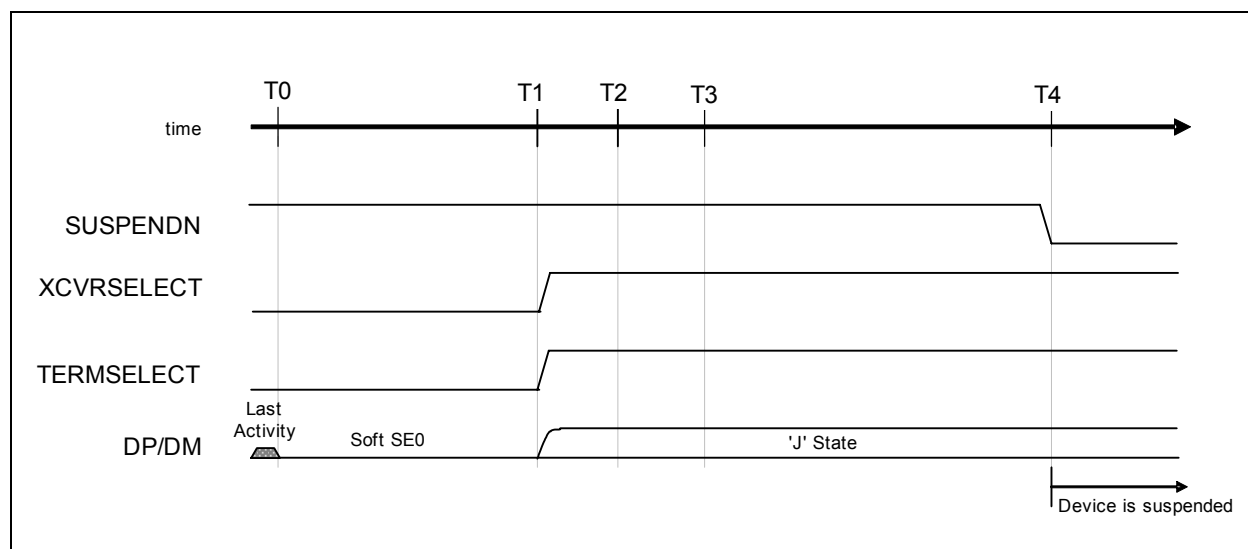 T0
T1
T2
T3
T4
time
SUSPENDN
XCVRSELECT
TERMSELECT
Last
Activity
Soft SE0
DP/DM
'J' State
Device is suspended